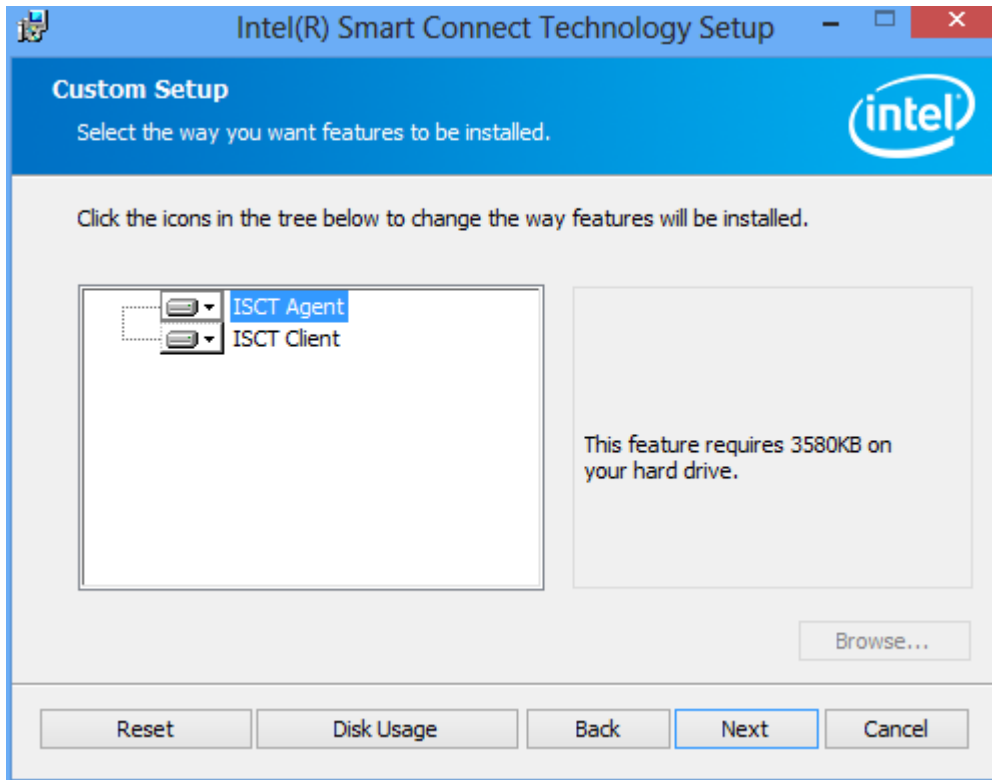 Intel(R) Smart Connect Technology Setup
Custom Setup
Select the way you want features to be installed.
intel
Click the icons in the tree below to change the way features will be installed.
ISCT Agent
ISCT Client
This feature requires 3580KB on
your hard drive.
Browse...
Reset
Disk Usage
Back
Next
Cancel